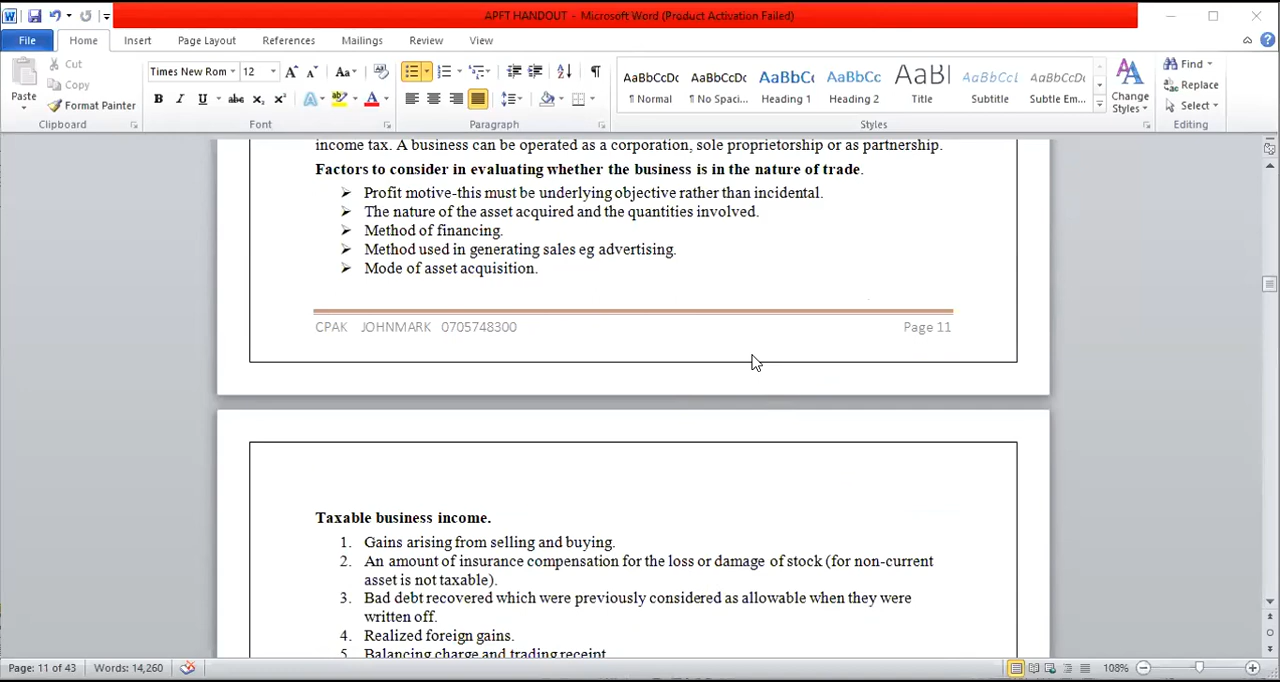 APFT HANDOUT - Microsoft Word (Product Activation Failed)
File Home Insert Page Layout References Mailings Review View
Cut
Copy
Format Painter
Paste
Clipboard
Times New Rom 12
Font
Paragraph
AaBbCcDc AaBbCcDc AaBbC( AaBbCc AaB( AaBbCcL AaBbCcDc
¶ Normal ¶ No Spaci... Heading 1 Heading 2 Title Subtitle Subtle Em...
Styles
Change Styles
Find
Replace
Select
Editing
income tax. A business can be operated as a corporation, sole proprietorship or as partnership.
Factors to consider in evaluating whether the business is in the nature of trade.
➢ Profit motive-this must be underlying objective rather than incidental.
➢ The nature of the asset acquired and the quantities involved.
➢ Method of financing.
➢ Method used in generating sales eg advertising.
➢ Mode of asset acquisition.
CPAK JOHNMARK 0705748300 Page 11
Taxable business income.
1. Gains arising from selling and buying.
2. An amount of insurance compensation for the loss or damage of stock (for non-current
asset is not taxable).
3. Bad debt recovered which were previously considered as allowable when they were
written off.
4. Realized foreign gains.
5. Balancing charge and trading receipt
Page: 11 of 43 Words: 14,260 108%